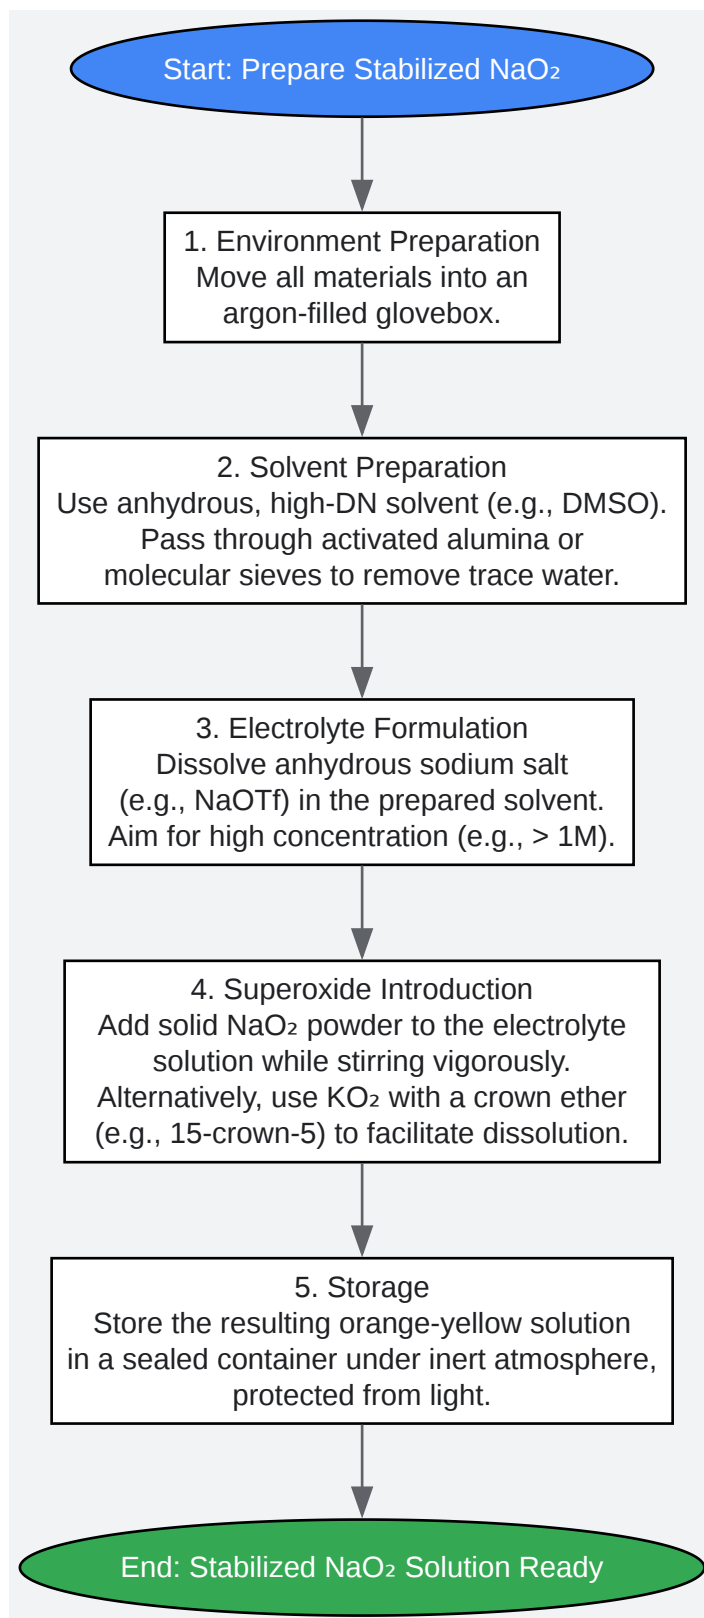 Start: Prepare Stabilized NaO₂
1. Environment Preparation
Move all materials into an
argon-filled glovebox.
2. Solvent Preparation
Use anhydrous, high-DN solvent (e.g., DMSO).
Pass through activated alumina or
molecular sieves to remove trace water.
3. Electrolyte Formulation
Dissolve anhydrous sodium salt
(e.g., NaOTf) in the prepared solvent.
Aim for high concentration (e.g., > 1M).
4. Superoxide Introduction
Add solid NaO₂ powder to the electrolyte
solution while stirring vigorously.
Alternatively, use KO₂ with a crown ether
(e.g., 15-crown-5) to facilitate dissolution.
5. Storage
Store the resulting orange-yellow solution
in a sealed container under inert atmosphere,
protected from light.
End: Stabilized NaO₂ Solution Ready